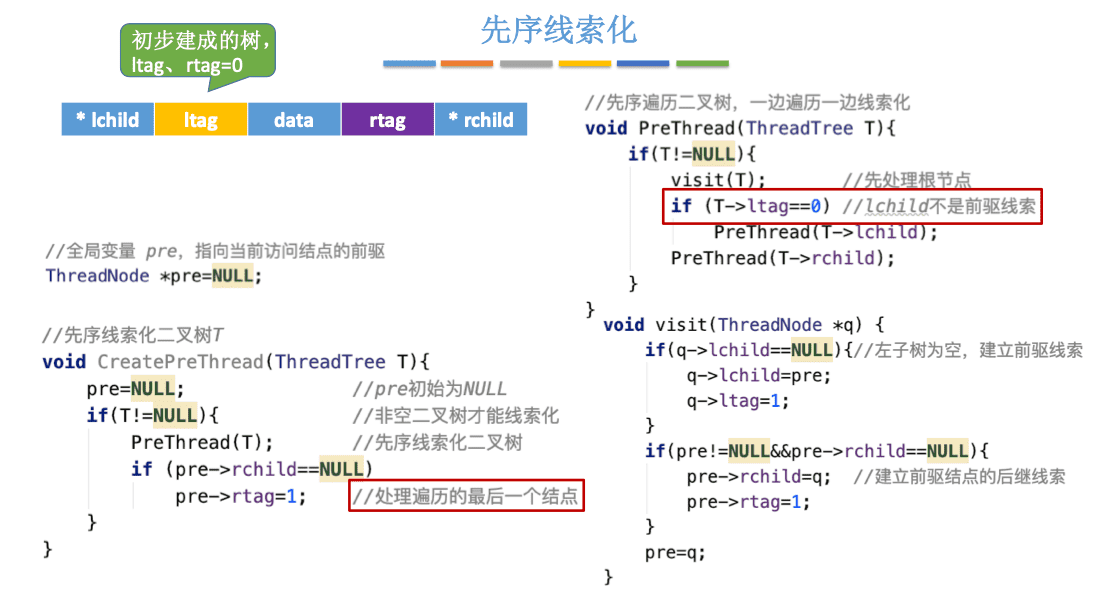 先序线索化
初步建成的树，
ltag、rtag=0
* lchild ltag data rtag * rchild
//全局变量 pre，指向当前访问结点的前驱
ThreadNode *pre=NULL;
//先序线索化二叉树T
void CreatePreThread(ThreadTree T){
pre=NULL; //pre初始为NULL
if(T!=NULL){ //非空二叉树才能线索化
PreThread(T); //先序线索化二叉树
if (pre->rchild==NULL)
pre->rtag=1; //处理遍历的最后一个结点
}
}
//先序遍历二叉树，一边遍历一边线索化
void PreThread(ThreadTree T){
if(T!=NULL){
visit(T); //先处理根节点
if (T->ltag==0) //lchild不是前驱线索
PreThread(T->lchild);
PreThread(T->rchild);
}
}
void visit(ThreadNode *q) {
if(q->lchild==NULL){//左子树为空，建立前驱线索
q->lchild=pre;
q->ltag=1;
}
if(pre!=NULL&&pre->rchild==NULL){
pre->rchild=q; //建立前驱结点的后继线索
pre->rtag=1;
}
pre=q;
}